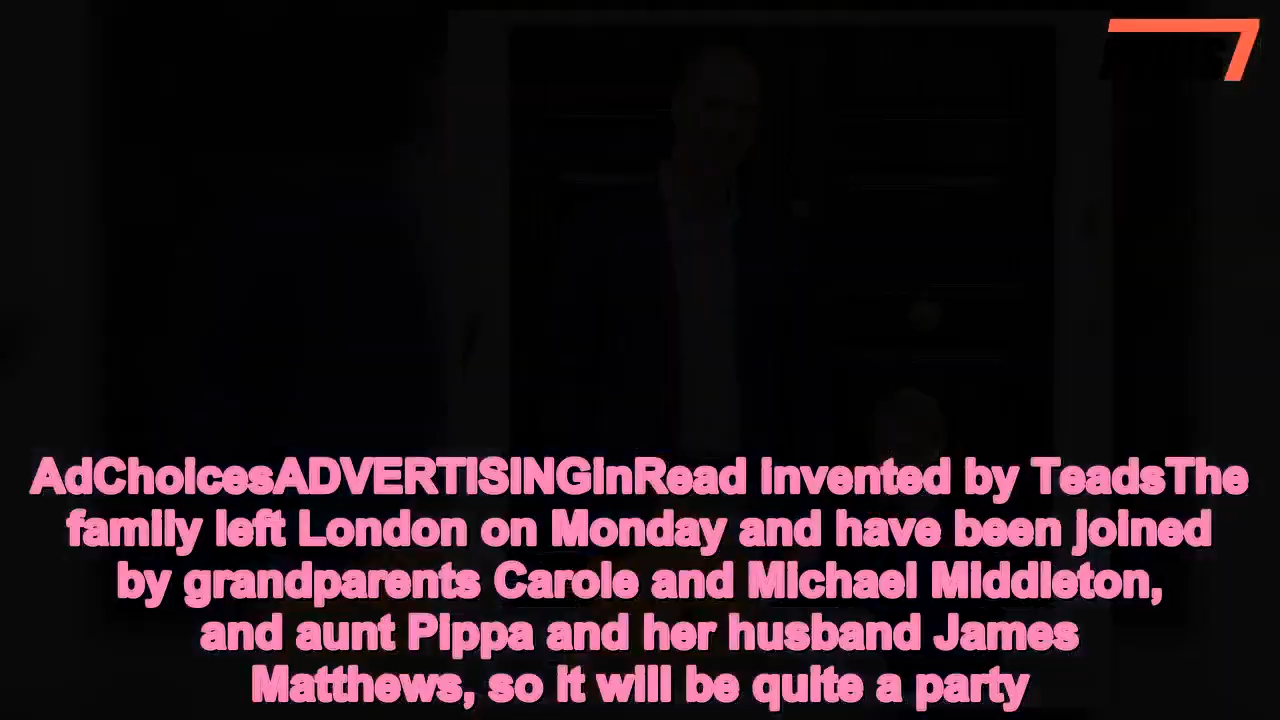 AdChoicesADVERTISINGinRead invented by TeadsThe
family left London on Monday and have been joined
by grandparents Carole and Michael Middleton,
and aunt Pippa and her husband James
Matthews, so it will be quite a party